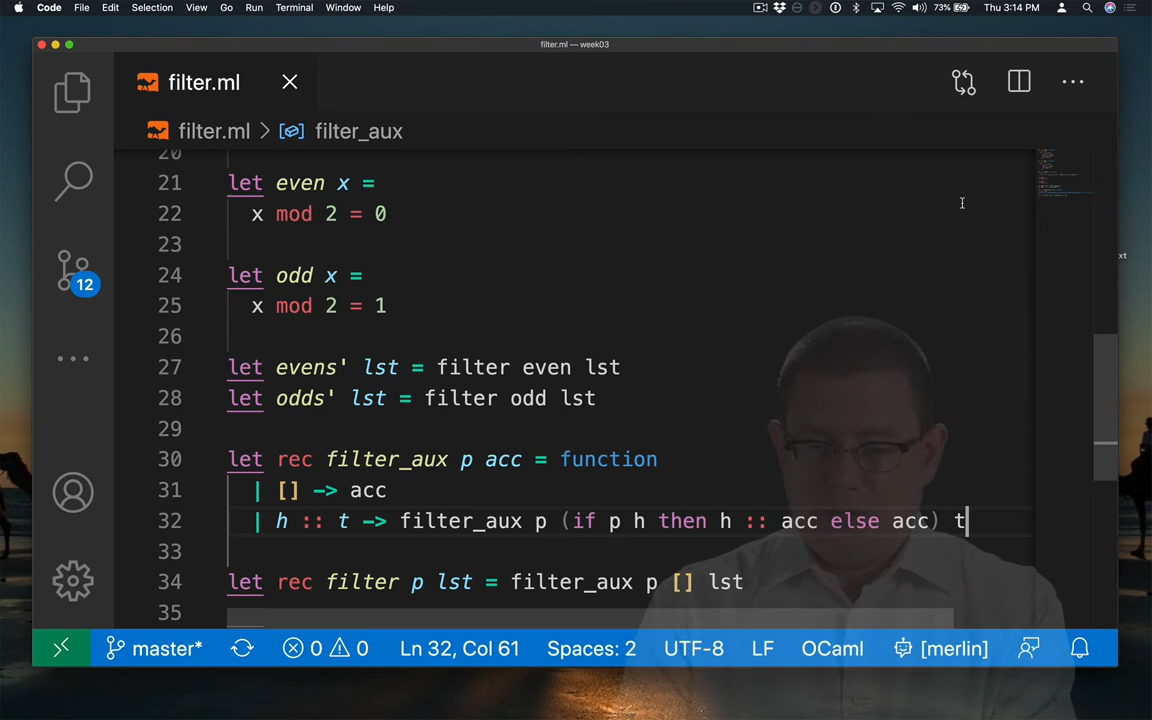 Code File Edit Selection View Go Run Terminal Window Help 73% Thu 3:14 PM
filter.ml — week03
filter.ml
filter.ml > filter_aux
20
21 let even x =
22 x mod 2 = 0
23
24 let odd x =
25 x mod 2 = 1
26
27 let evens' lst = filter even lst
28 let odds' lst = filter odd lst
29
30 let rec filter_aux p acc = function
31 | [] -> acc
32 | h :: t -> filter_aux p (if p h then h :: acc else acc) t
33
34 let rec filter p lst = filter_aux p [] lst
35
12
xt
master* 0 0 Ln 32, Col 61 Spaces: 2 UTF-8 LF OCaml [merlin]